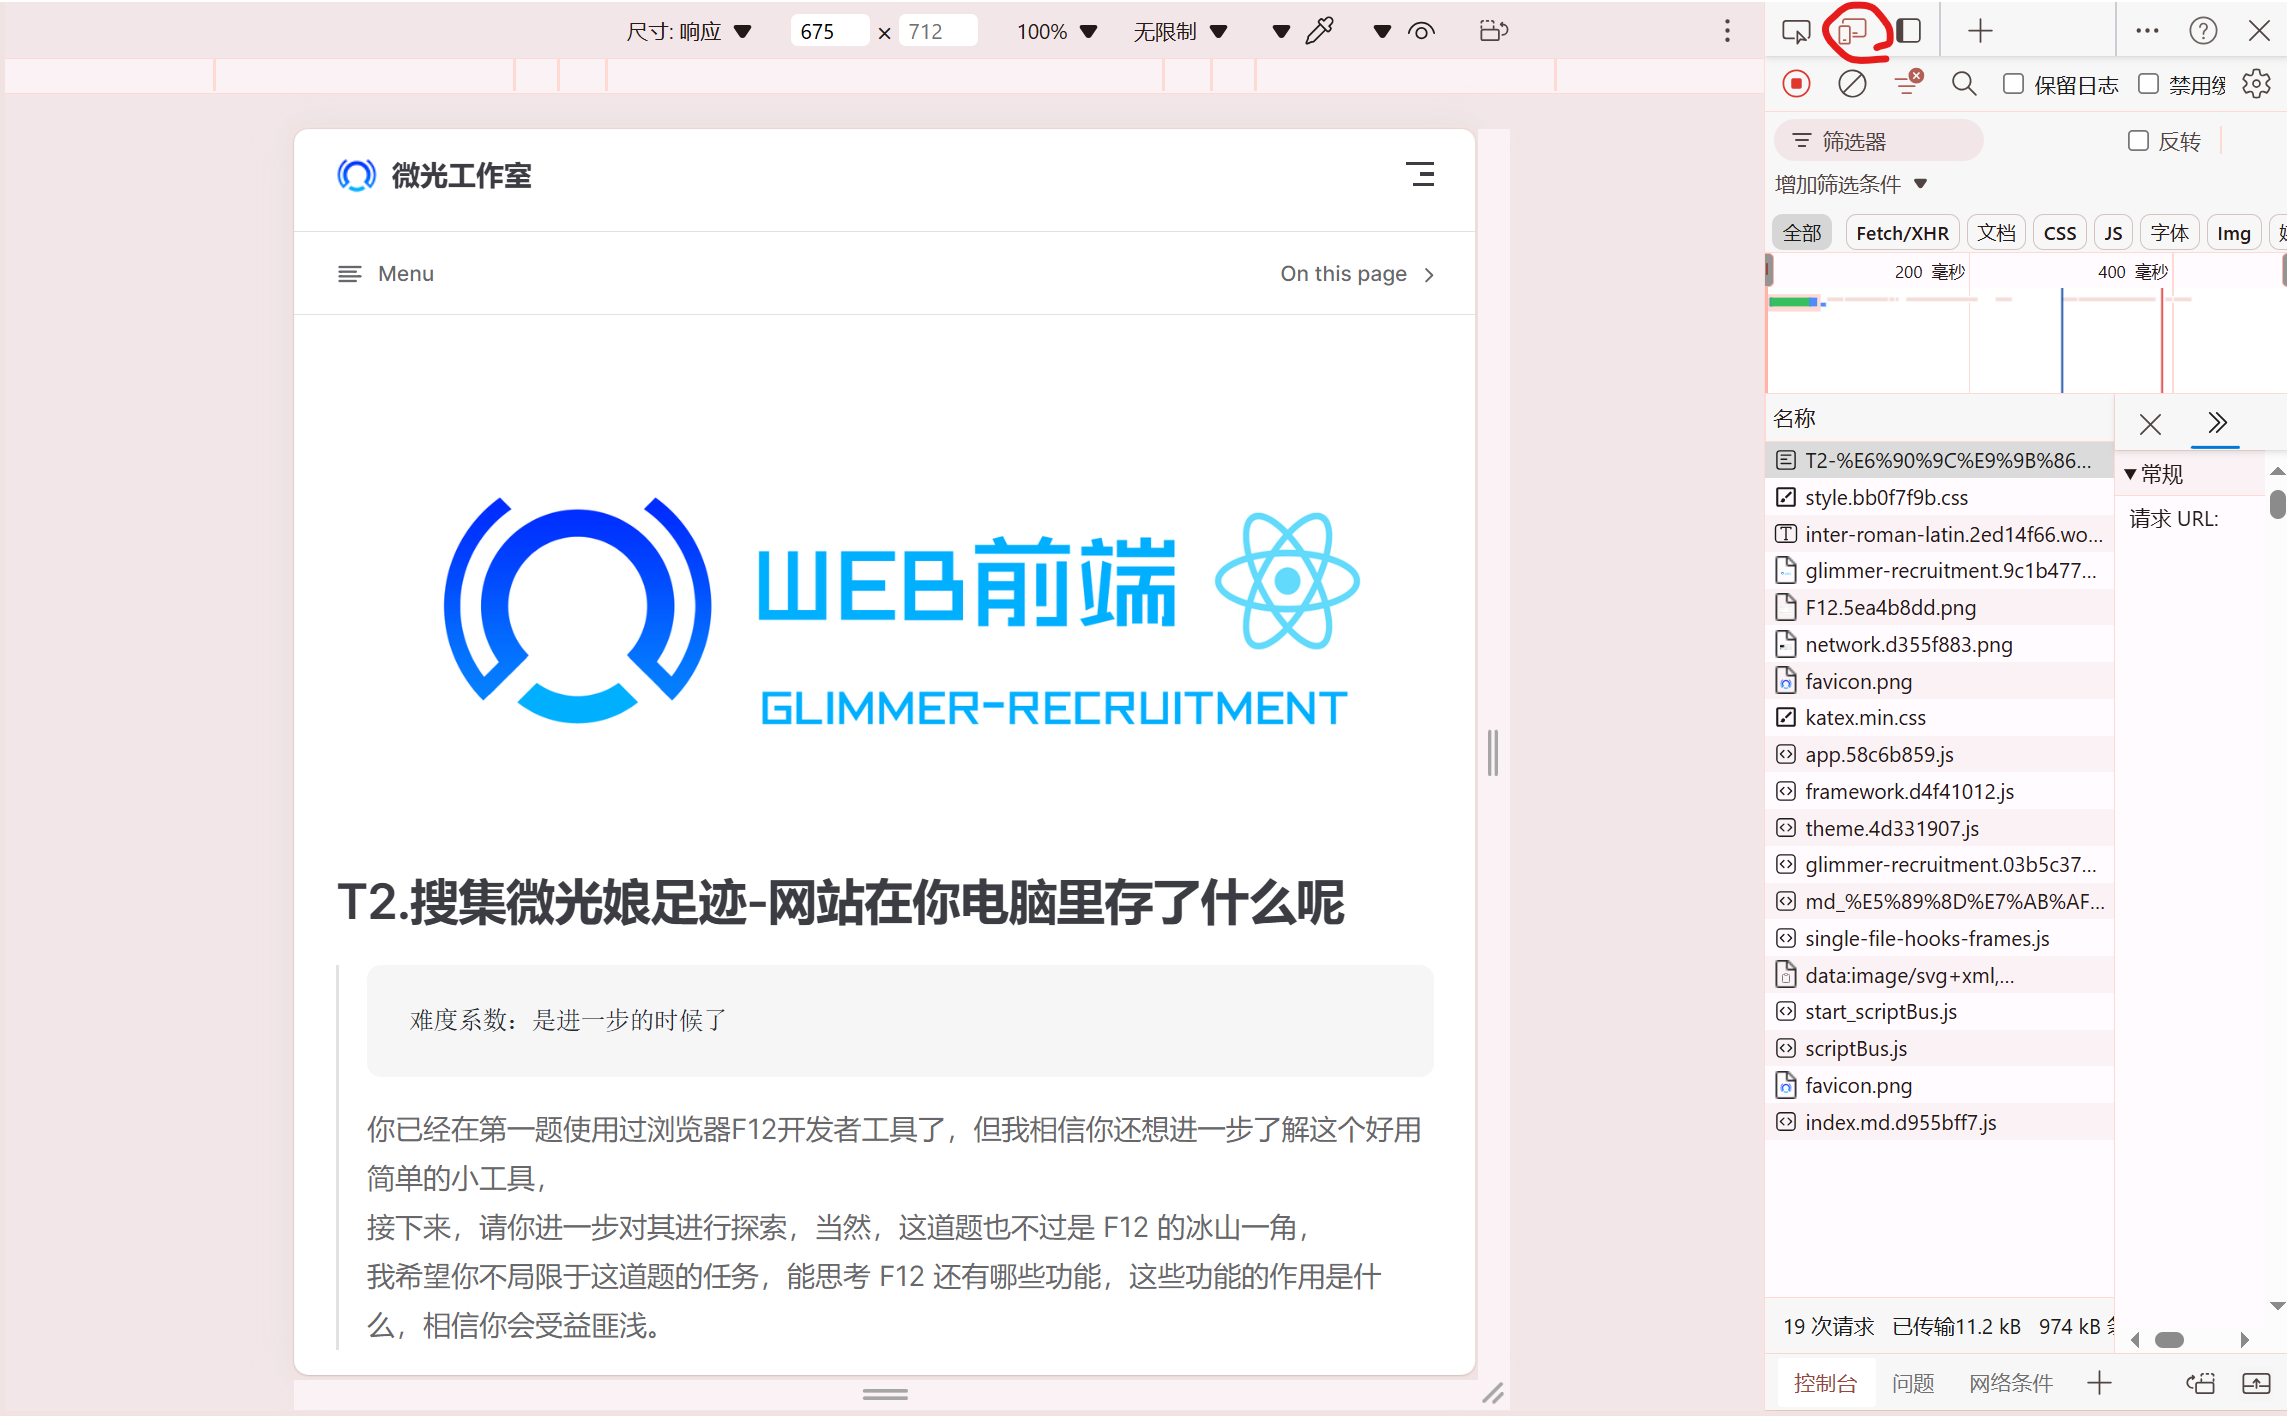 尺寸: 响应 675 × 712 100% 无限制
微光工作室
Menu On this page
WEB前端
GLIMMER-RECRUITMENT
T2.搜集微光娘足迹-网站在你电脑里存了什么呢
难度系数：是进一步的时候了
你已经在第一题使用过浏览器F12开发者工具了，但我相信你还想进一步了解这个好用
简单的小工具，
接下来，请你进一步对其进行探索，当然，这道题也不过是 F12 的冰山一角，
我希望你不局限于这道题的任务，能思考 F12 还有哪些功能，这些功能的作用是什
么，相信你会受益匪浅。
保留日志 禁用缓
筛选器 反转
增加筛选条件
全部 Fetch/XHR 文档 CSS JS 字体 Img
200 毫秒 400 毫秒
名称
T2-%E6%90%9C%E9%9B%86...
style.bb0f7f9b.css
inter-roman-latin.2ed14f66.wo...
glimmer-recruitment.9c1b477...
F12.5ea4b8dd.png
network.d355f883.png
favicon.png
katex.min.css
app.58c6b859.js
framework.d4f41012.js
theme.4d331907.js
glimmer-recruitment.03b5c37...
md_%E5%89%8D%E7%AB%AF...
single-file-hooks-frames.js
data:image/svg+xml,...
start_scriptBus.js
scriptBus.js
favicon.png
index.md.d955bff7.js
常规
请求 URL:
19 次请求 已传输11.2 kB 974 kB
控制台 问题 网络条件